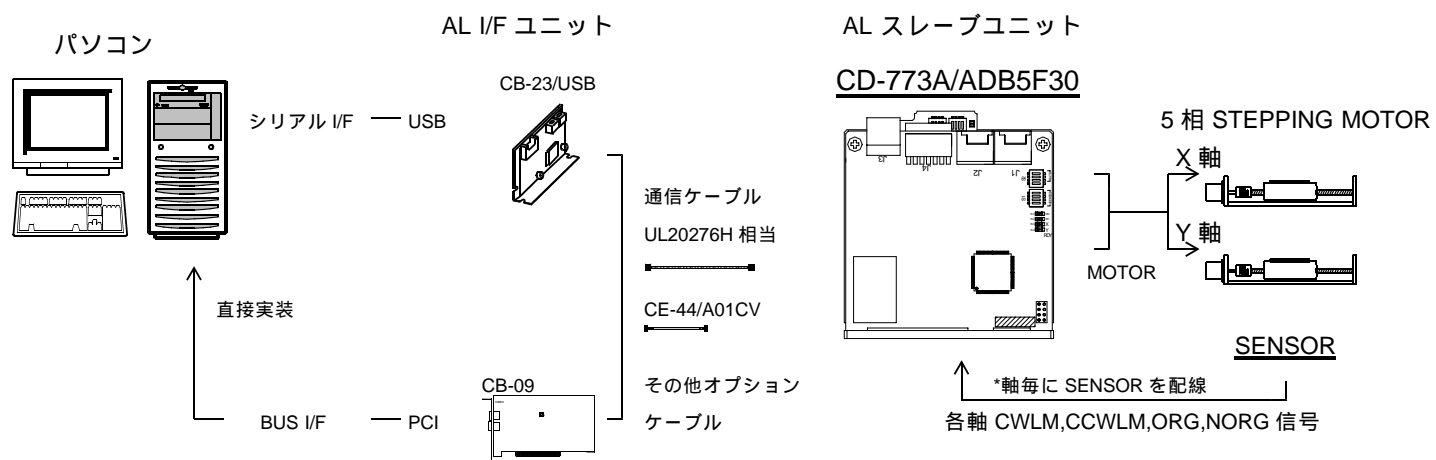 パソコン
AL I/F ユニット
AL スレーブユニット
CB-23/USB
CD-773A/ADB5F30
シリアル I/F
USB
5 相 STEPPING MOTOR
X 軸
Y 軸
MOTOR
J3
J4
J2
J1
通信ケーブル
UL20276H 相当
CE-44/A01CV
その他オプション
ケーブル
直接実装
CB-09
BUS I/F
PCI
SENSOR
*軸毎に SENSOR を配線
各軸 CWLM,CCWLM,ORG,NORG 信号